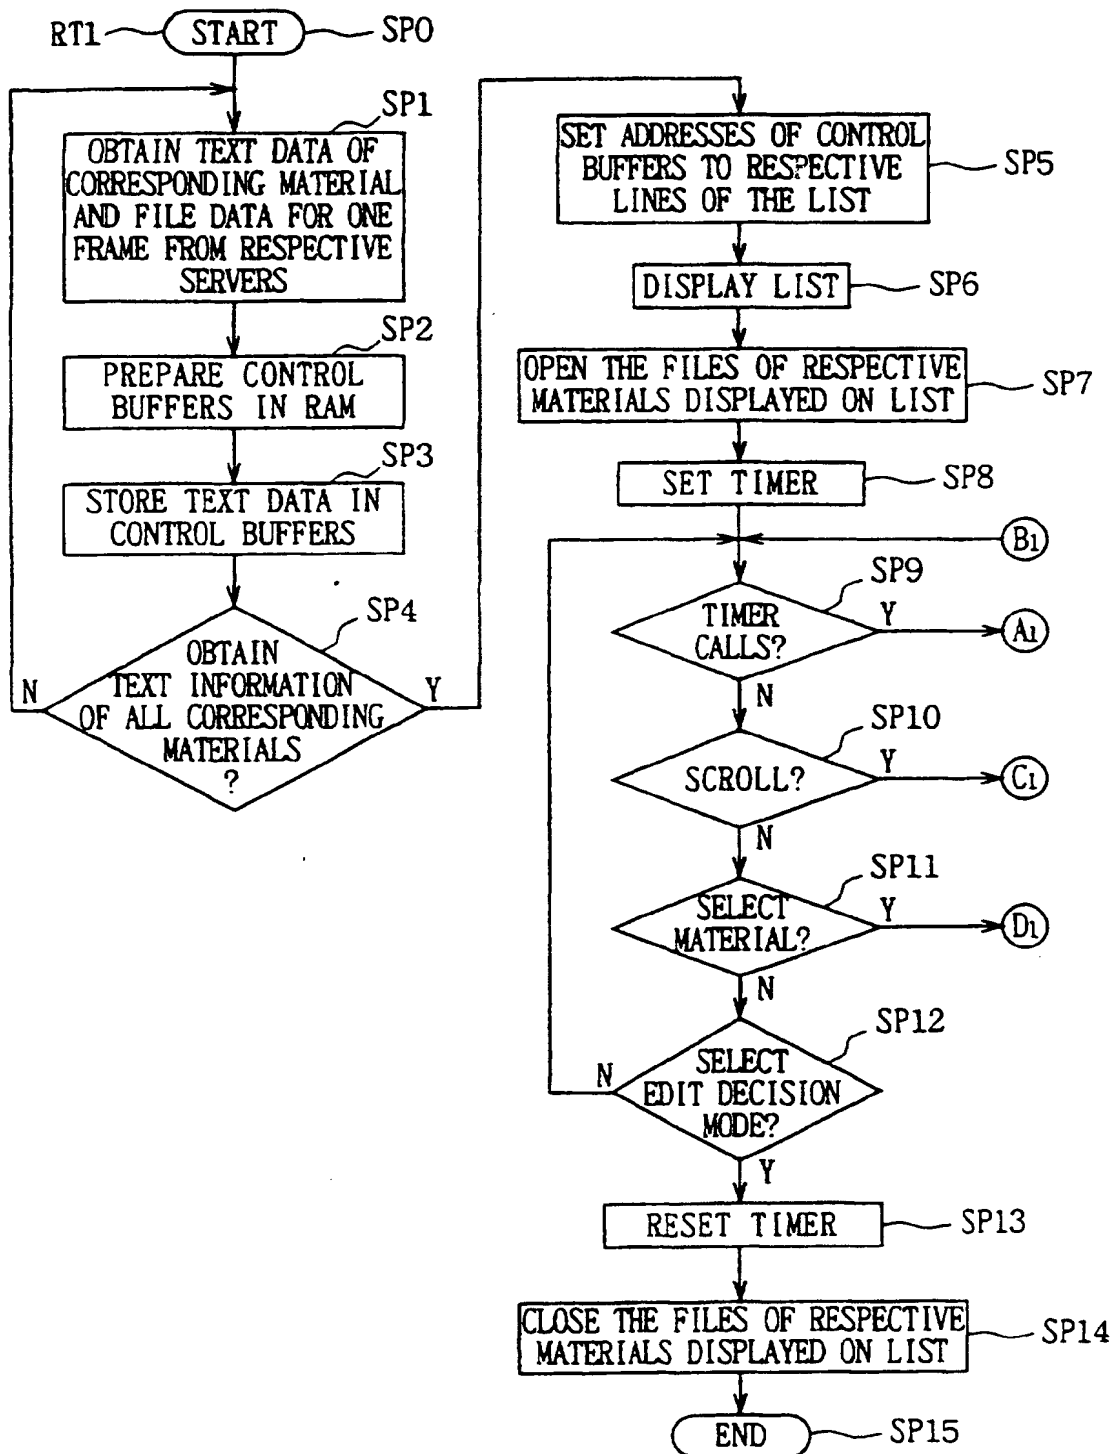 RT1
START
SP0
SP1
OBTAIN TEXT DATA OF
CORRESPONDING MATERIAL
AND FILE DATA FOR ONE
FRAME FROM RESPECTIVE
SERVERS
SP2
PREPARE CONTROL
BUFFERS IN RAM
SP3
STORE TEXT DATA IN
CONTROL BUFFERS
SP4
OBTAIN
TEXT INFORMATION
OF ALL CORRESPONDING
MATERIALS
?
N
Y
SET ADDRESSES OF CONTROL
BUFFERS TO RESPECTIVE
LINES OF THE LIST
SP5
DISPLAY LIST
SP6
OPEN THE FILES OF RESPECTIVE
MATERIALS DISPLAYED ON LIST
SP7
SET TIMER
SP8
B1
SP9
TIMER
CALLS?
Y
A1
N
SP10
SCROLL?
Y
C1
N
SP11
SELECT
MATERIAL?
Y
D1
N
SP12
SELECT
EDIT DECISION
MODE?
N
Y
RESET TIMER
SP13
CLOSE THE FILES OF RESPECTIVE
MATERIALS DISPLAYED ON LIST
SP14
END
SP15